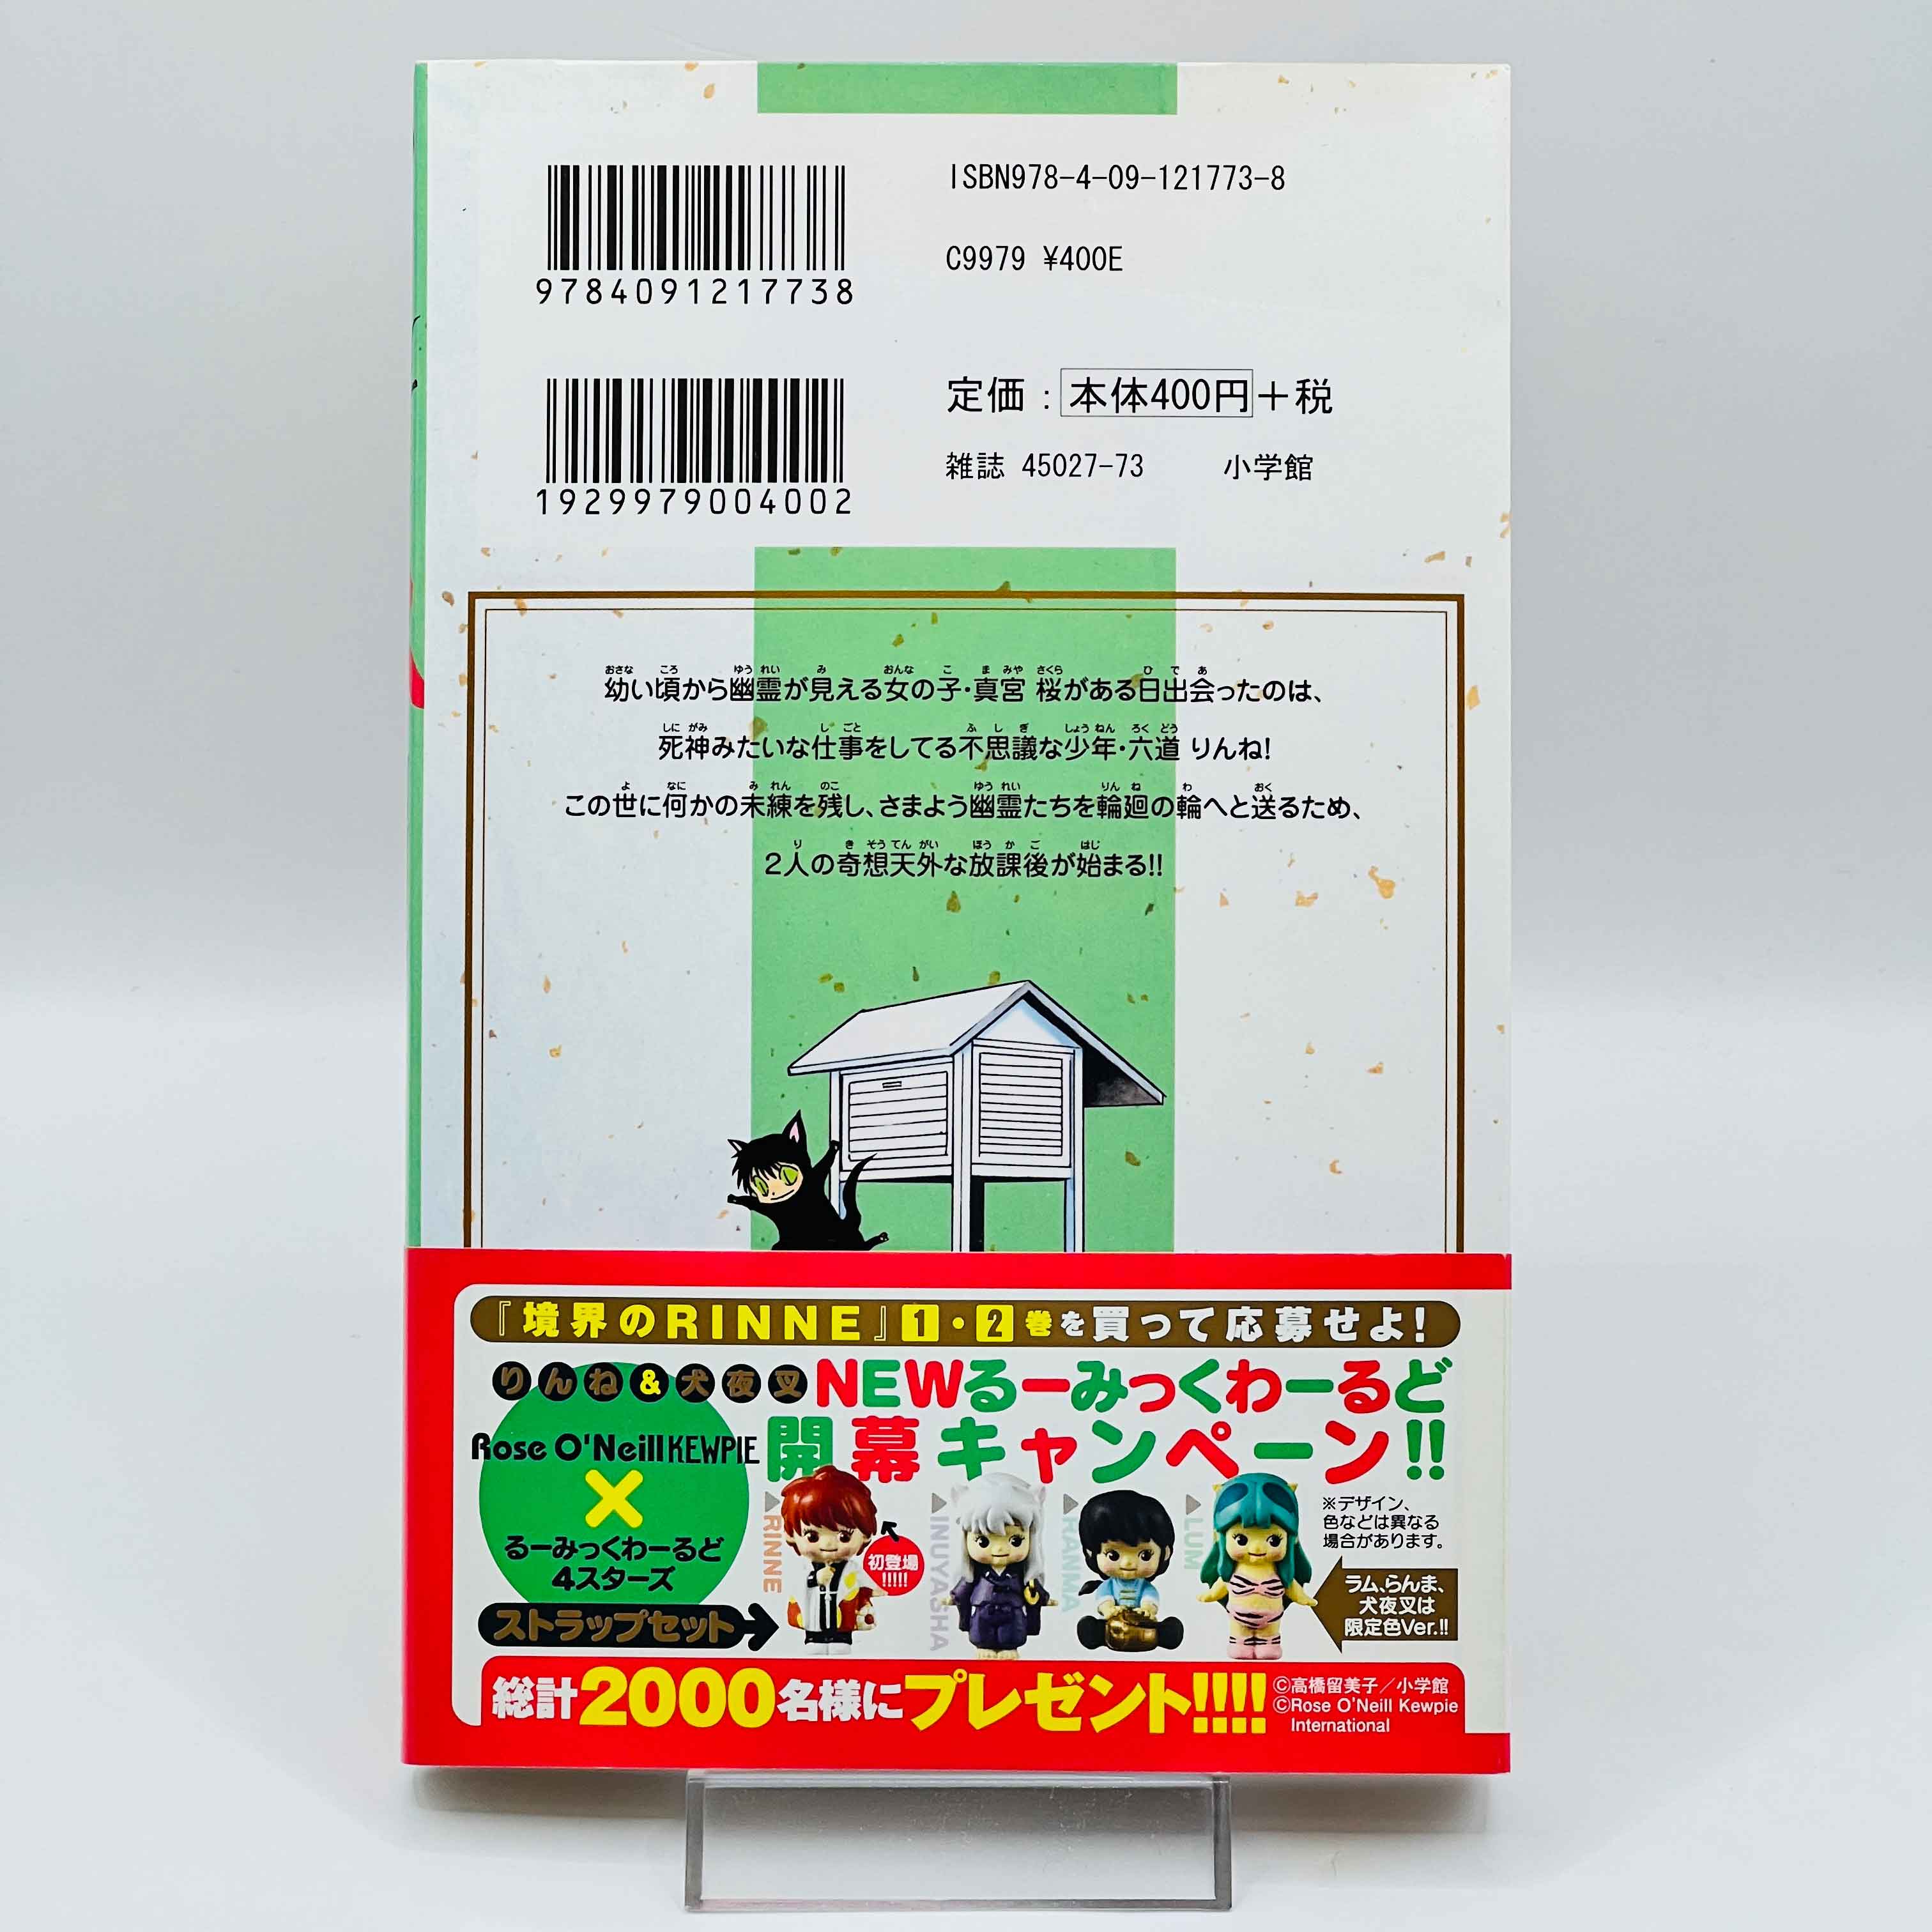 ISBN978-4-09-121773-8
9784091217738
C9979 ¥400E
定価：本体400円＋税
1929979004002
雑誌 45027-73 小学館
幼い頃から幽霊が見える女の子・真宮 桜がある日出会ったのは、
死神みたいな仕事をしてる不思議な少年・六道 りんね!
この世に何かの未練を残し、さまよう幽霊たちを輪廻の輪へと送るため、
2人の奇想天外な放課後が始まる!!
『境界のRINNE』1・2巻を買って応募せよ!
りんね&犬夜叉 NEWるーみっくわーるど
開幕キャンペーン!!
Rose O'Neill KEWPIE
×
るーみっくわーるど
4スターズ
ストラップセット
▲RINNE
初登場
!!!!!
▲INUYASHA
▲RANMA
▲LUM
※デザイン、
色などは異なる
場合があります。
ラム、らんま、
犬夜叉は
限定色Ver.!!
総計2000名様にプレゼント!!!!
©高橋留美子／小学館
©Rose O'Neill Kewpie
International